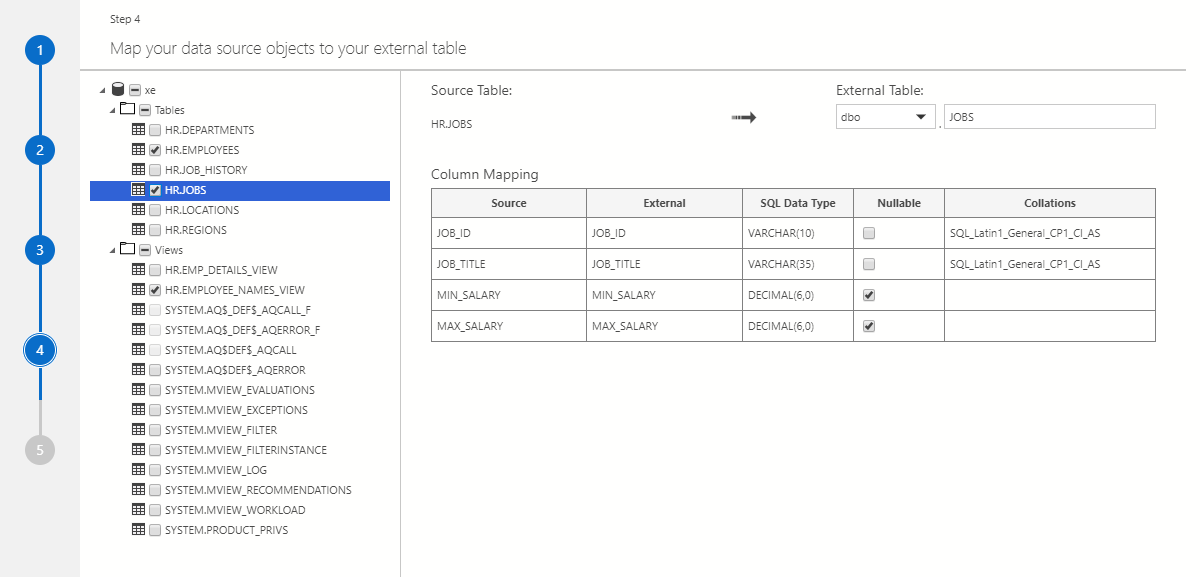 Step 4
Map your data source objects to your external table
1
2
3
4
5
xe
Tables
HR.DEPARTMENTS
HR.EMPLOYEES
HR.JOB_HISTORY
HR.JOBS
HR.LOCATIONS
HR.REGIONS
Views
HR.EMP_DETAILS_VIEW
HR.EMPLOYEE_NAMES_VIEW
SYSTEM.AQ$_DEF$_AQCALL_F
SYSTEM.AQ$_DEF$_AQERROR_F
SYSTEM.AQ$DEF$_AQCALL
SYSTEM.AQ$DEF$_AQERROR
SYSTEM.MVIEW_EVALUATIONS
SYSTEM.MVIEW_EXCEPTIONS
SYSTEM.MVIEW_FILTER
SYSTEM.MVIEW_FILTERINSTANCE
SYSTEM.MVIEW_LOG
SYSTEM.MVIEW_RECOMMENDATIONS
SYSTEM.MVIEW_WORKLOAD
SYSTEM.PRODUCT_PRIVS
Source Table: External Table:
HR.JOBS dbo . JOBS
Column Mapping
Source External SQL Data Type Nullable Collations
JOB_ID JOB_ID VARCHAR(10) SQL_Latin1_General_CP1_CI_AS
JOB_TITLE JOB_TITLE VARCHAR(35) SQL_Latin1_General_CP1_CI_AS
MIN_SALARY MIN_SALARY DECIMAL(6,0)
MAX_SALARY MAX_SALARY DECIMAL(6,0)